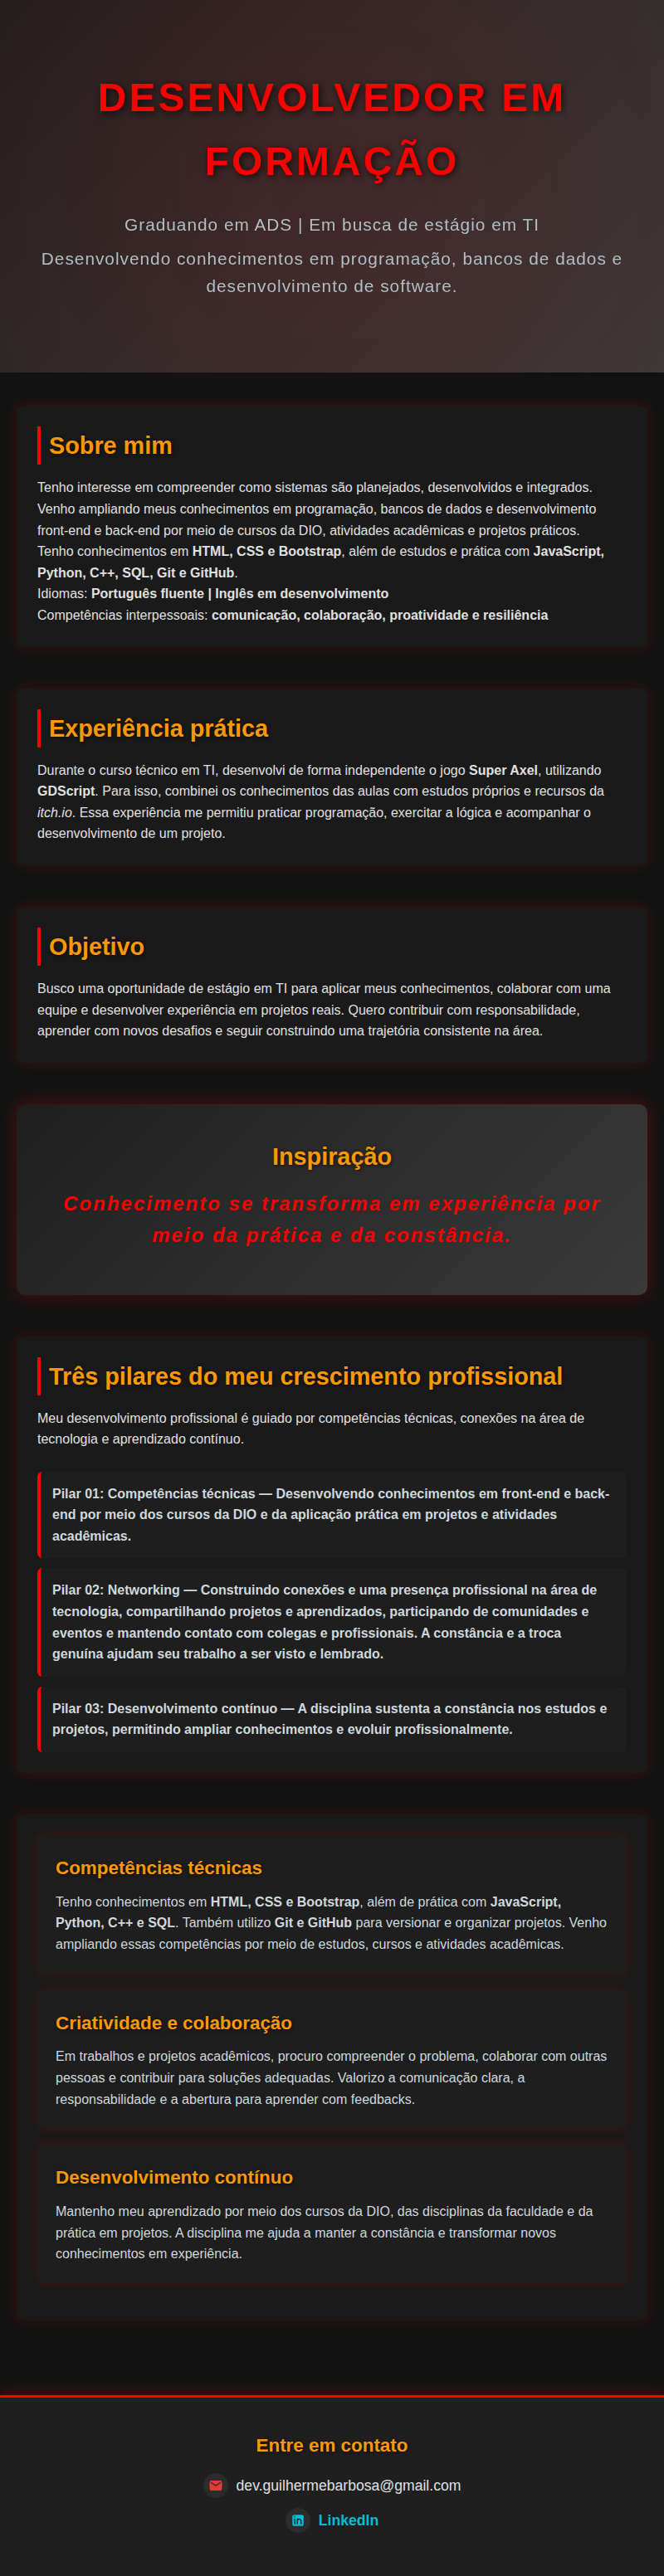 DESENVOLVEDOR EM
FORMAÇÃO
Graduando em ADS | Em busca de estágio em TI
Desenvolvendo conhecimentos em programação, bancos de dados e
desenvolvimento de software.
Sobre mim
Tenho interesse em compreender como sistemas são planejados, desenvolvidos e integrados.
Venho ampliando meus conhecimentos em programação, bancos de dados e desenvolvimento
front-end e back-end por meio de cursos da DIO, atividades acadêmicas e projetos práticos.
Tenho conhecimentos em HTML, CSS e Bootstrap, além de estudos e prática com JavaScript,
Python, C++, SQL, Git e GitHub.
Idiomas: Português fluente | Inglês em desenvolvimento
Competências interpessoais: comunicação, colaboração, proatividade e resiliência
Experiência prática
Durante o curso técnico em TI, desenvolvi de forma independente o jogo Super Axel, utilizando
GDScript. Para isso, combinei os conhecimentos das aulas com estudos próprios e recursos da
itch.io. Essa experiência me permitiu praticar programação, exercitar a lógica e acompanhar o
desenvolvimento de um projeto.
Objetivo
Busco uma oportunidade de estágio em TI para aplicar meus conhecimentos, colaborar com uma
equipe e desenvolver experiência em projetos reais. Quero contribuir com responsabilidade,
aprender com novos desafios e seguir construindo uma trajetória consistente na área.
Inspiração
Conhecimento se transforma em experiência por
meio da prática e da constância.
Três pilares do meu crescimento profissional
Meu desenvolvimento profissional é guiado por competências técnicas, conexões na área de
tecnologia e aprendizado contínuo.
Pilar 01: Competências técnicas — Desenvolvendo conhecimentos em front-end e back-
end por meio dos cursos da DIO e da aplicação prática em projetos e atividades
acadêmicas.
Pilar 02: Networking — Construindo conexões e uma presença profissional na área de
tecnologia, compartilhando projetos e aprendizados, participando de comunidades e
eventos e mantendo contato com colegas e profissionais. A constância e a troca
genuína ajudam seu trabalho a ser visto e lembrado.
Pilar 03: Desenvolvimento contínuo — A disciplina sustenta a constância nos estudos e
projetos, permitindo ampliar conhecimentos e evoluir profissionalmente.
Competências técnicas
Tenho conhecimentos em HTML, CSS e Bootstrap, além de prática com JavaScript,
Python, C++ e SQL. Também utilizo Git e GitHub para versionar e organizar projetos. Venho
ampliando essas competências por meio de estudos, cursos e atividades acadêmicas.
Criatividade e colaboração
Em trabalhos e projetos acadêmicos, procuro compreender o problema, colaborar com outras
pessoas e contribuir para soluções adequadas. Valorizo a comunicação clara, a
responsabilidade e a abertura para aprender com feedbacks.
Desenvolvimento contínuo
Mantenho meu aprendizado por meio dos cursos da DIO, das disciplinas da faculdade e da
prática em projetos. A disciplina me ajuda a manter a constância e transformar novos
conhecimentos em experiência.
Entre em contato
dev.guilhermebarbosa@gmail.com
LinkedIn